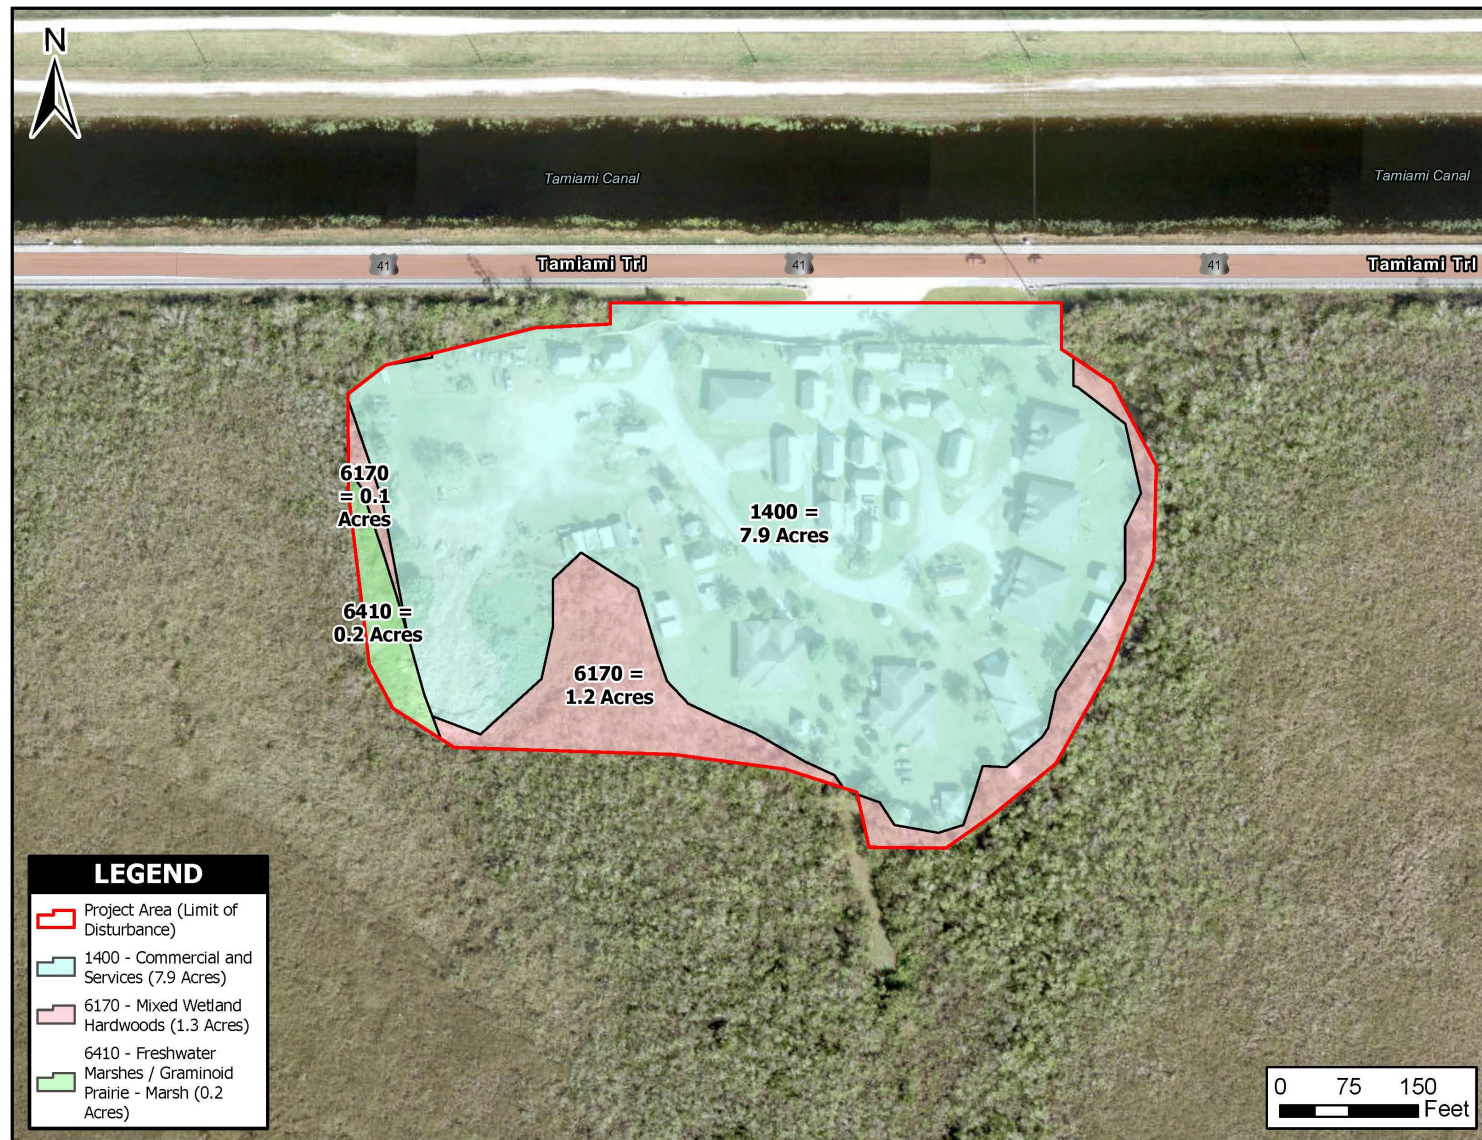 N
Tamiami Canal
Tamiami Canal
41
Tamiami Trl
41
41
Tamiami Trl
6170
= 0.1
Acres
1400 =
7.9 Acres
6410 =
0.2 Acres
6170 =
1.2 Acres
LEGEND
Project Area (Limit of
Disturbance)
1400 - Commercial and
Services (7.9 Acres)
6170 - Mixed Wetland
Hardwoods (1.3 Acres)
6410 - Freshwater
Marshes / Graminoid
Prairie - Marsh (0.2
Acres)
0 75 150
Feet